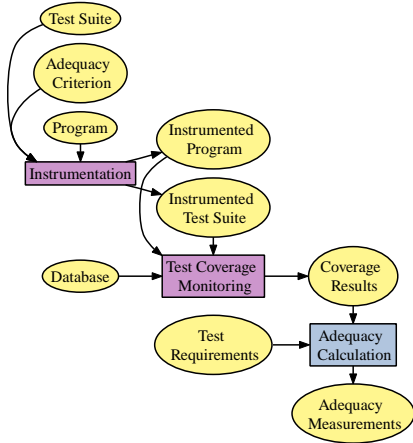 Test Suite
Adequacy
Criterion
Program
Instrumented
Program
Instrumentation
Instrumented
Test Suite
Database
Test Coverage
Monitoring
Coverage
Results
Test
Requirements
Adequacy
Calculation
Adequacy
Measurements